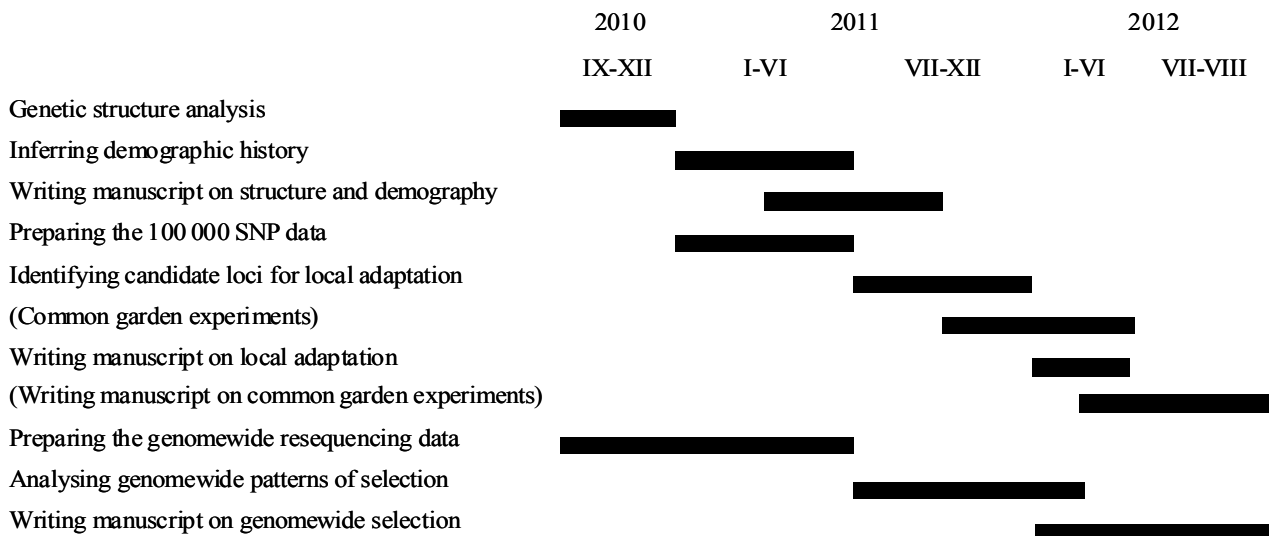 2010 2011 2012
IX-XII I-VI VII-XII I-VI VII-VIII
Genetic structure analysis
Inferring demographic history
Writing manuscript on structure and demography
Preparing the 100 000 SNP data
Identifying candidate loci for local adaptation
(Common garden experiments)
Writing manuscript on local adaptation
(Writing manuscript on common garden experiments)
Preparing the genomewide resequencing data
Analysing genomewide patterns of selection
Writing manuscript on genomewide selection